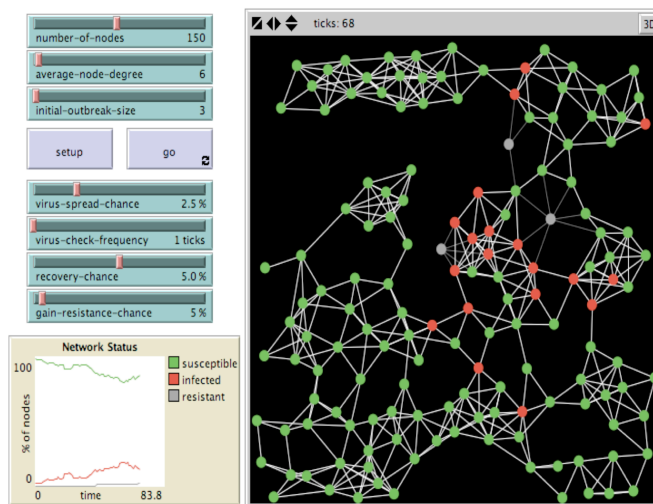 ticks: 68
3D
number-of-nodes 150
average-node-degree 6
initial-outbreak-size 3
setup go
virus-spread-chance 2.5 %
virus-check-frequency 1 ticks
recovery-chance 5.0 %
gain-resistance-chance 5 %
Network Status
% of nodes
100
0
0 time 83.8
susceptible
infected
resistant